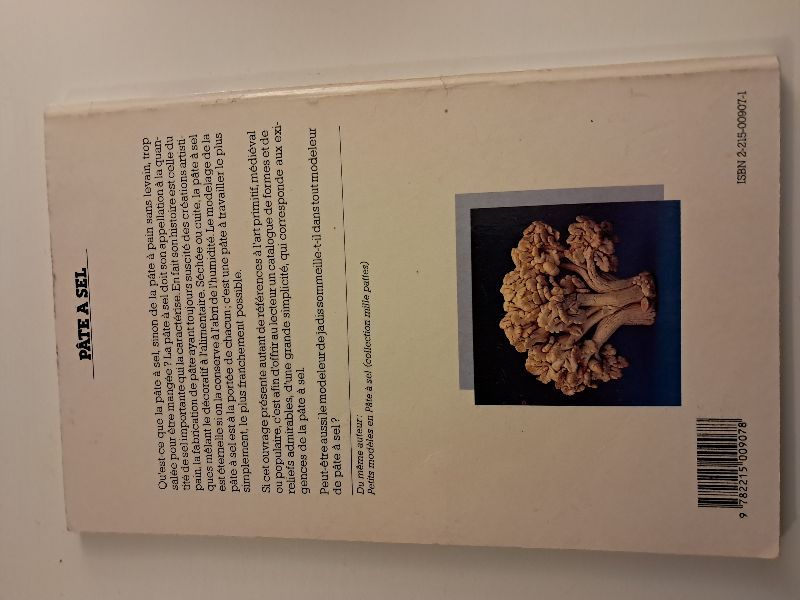 PÂTE A SEL
Qu'est ce que la pâte à sel, sinon de la pâte à pain sans levain, trop
salée pour être mangée ? La pâte à sel doit son appellation à la quan-
tité de sel importante qui la caractérise. En fait son histoire est celle du
pain, la fabrication de pâte ayant toujours suscité des créations artisti-
ques mêlant le décoratif à l'alimentaire. Séchée ou cuite, la pâte à sel
est éternelle si on la conserve à l'abri de l'humidité. Le modelage de la
pâte à sel est à la portée de chacun ; c'est une pâte à travailler le plus
simplement, le plus franchement possible.
Si cet ouvrage présente autant de références à l'art primitif, médiéval
ou populaire, c'est afin d'offrir au lecteur un catalogue de formes et de
reliefs admirables, d'une grande simplicité, qui corresponde aux exi-
gences de la pâte à sel.
Peut-être aussi le modeleur de jadis sommeille-t-il dans tout modeleur
de pâte à sel ?
Du même auteur :
Petits modèles en Pâte à sel (collection mille pattes)
9 782215 009078
ISBN 2-215-00907-1